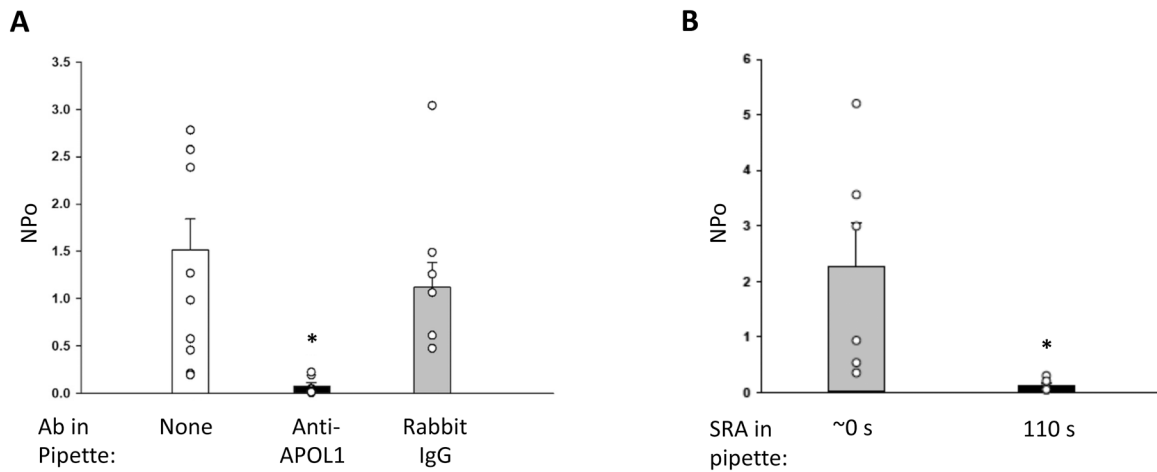 A
B
NPo
3.5
3.0
2.5
2.0
1.5
1.0
0.5
0.0
*
Ab in
Pipette:
None
Anti-
APOL1
Rabbit
IgG
NPo
6
5
4
3
2
1
0
*
SRA in
pipette:
~0 s
110 s